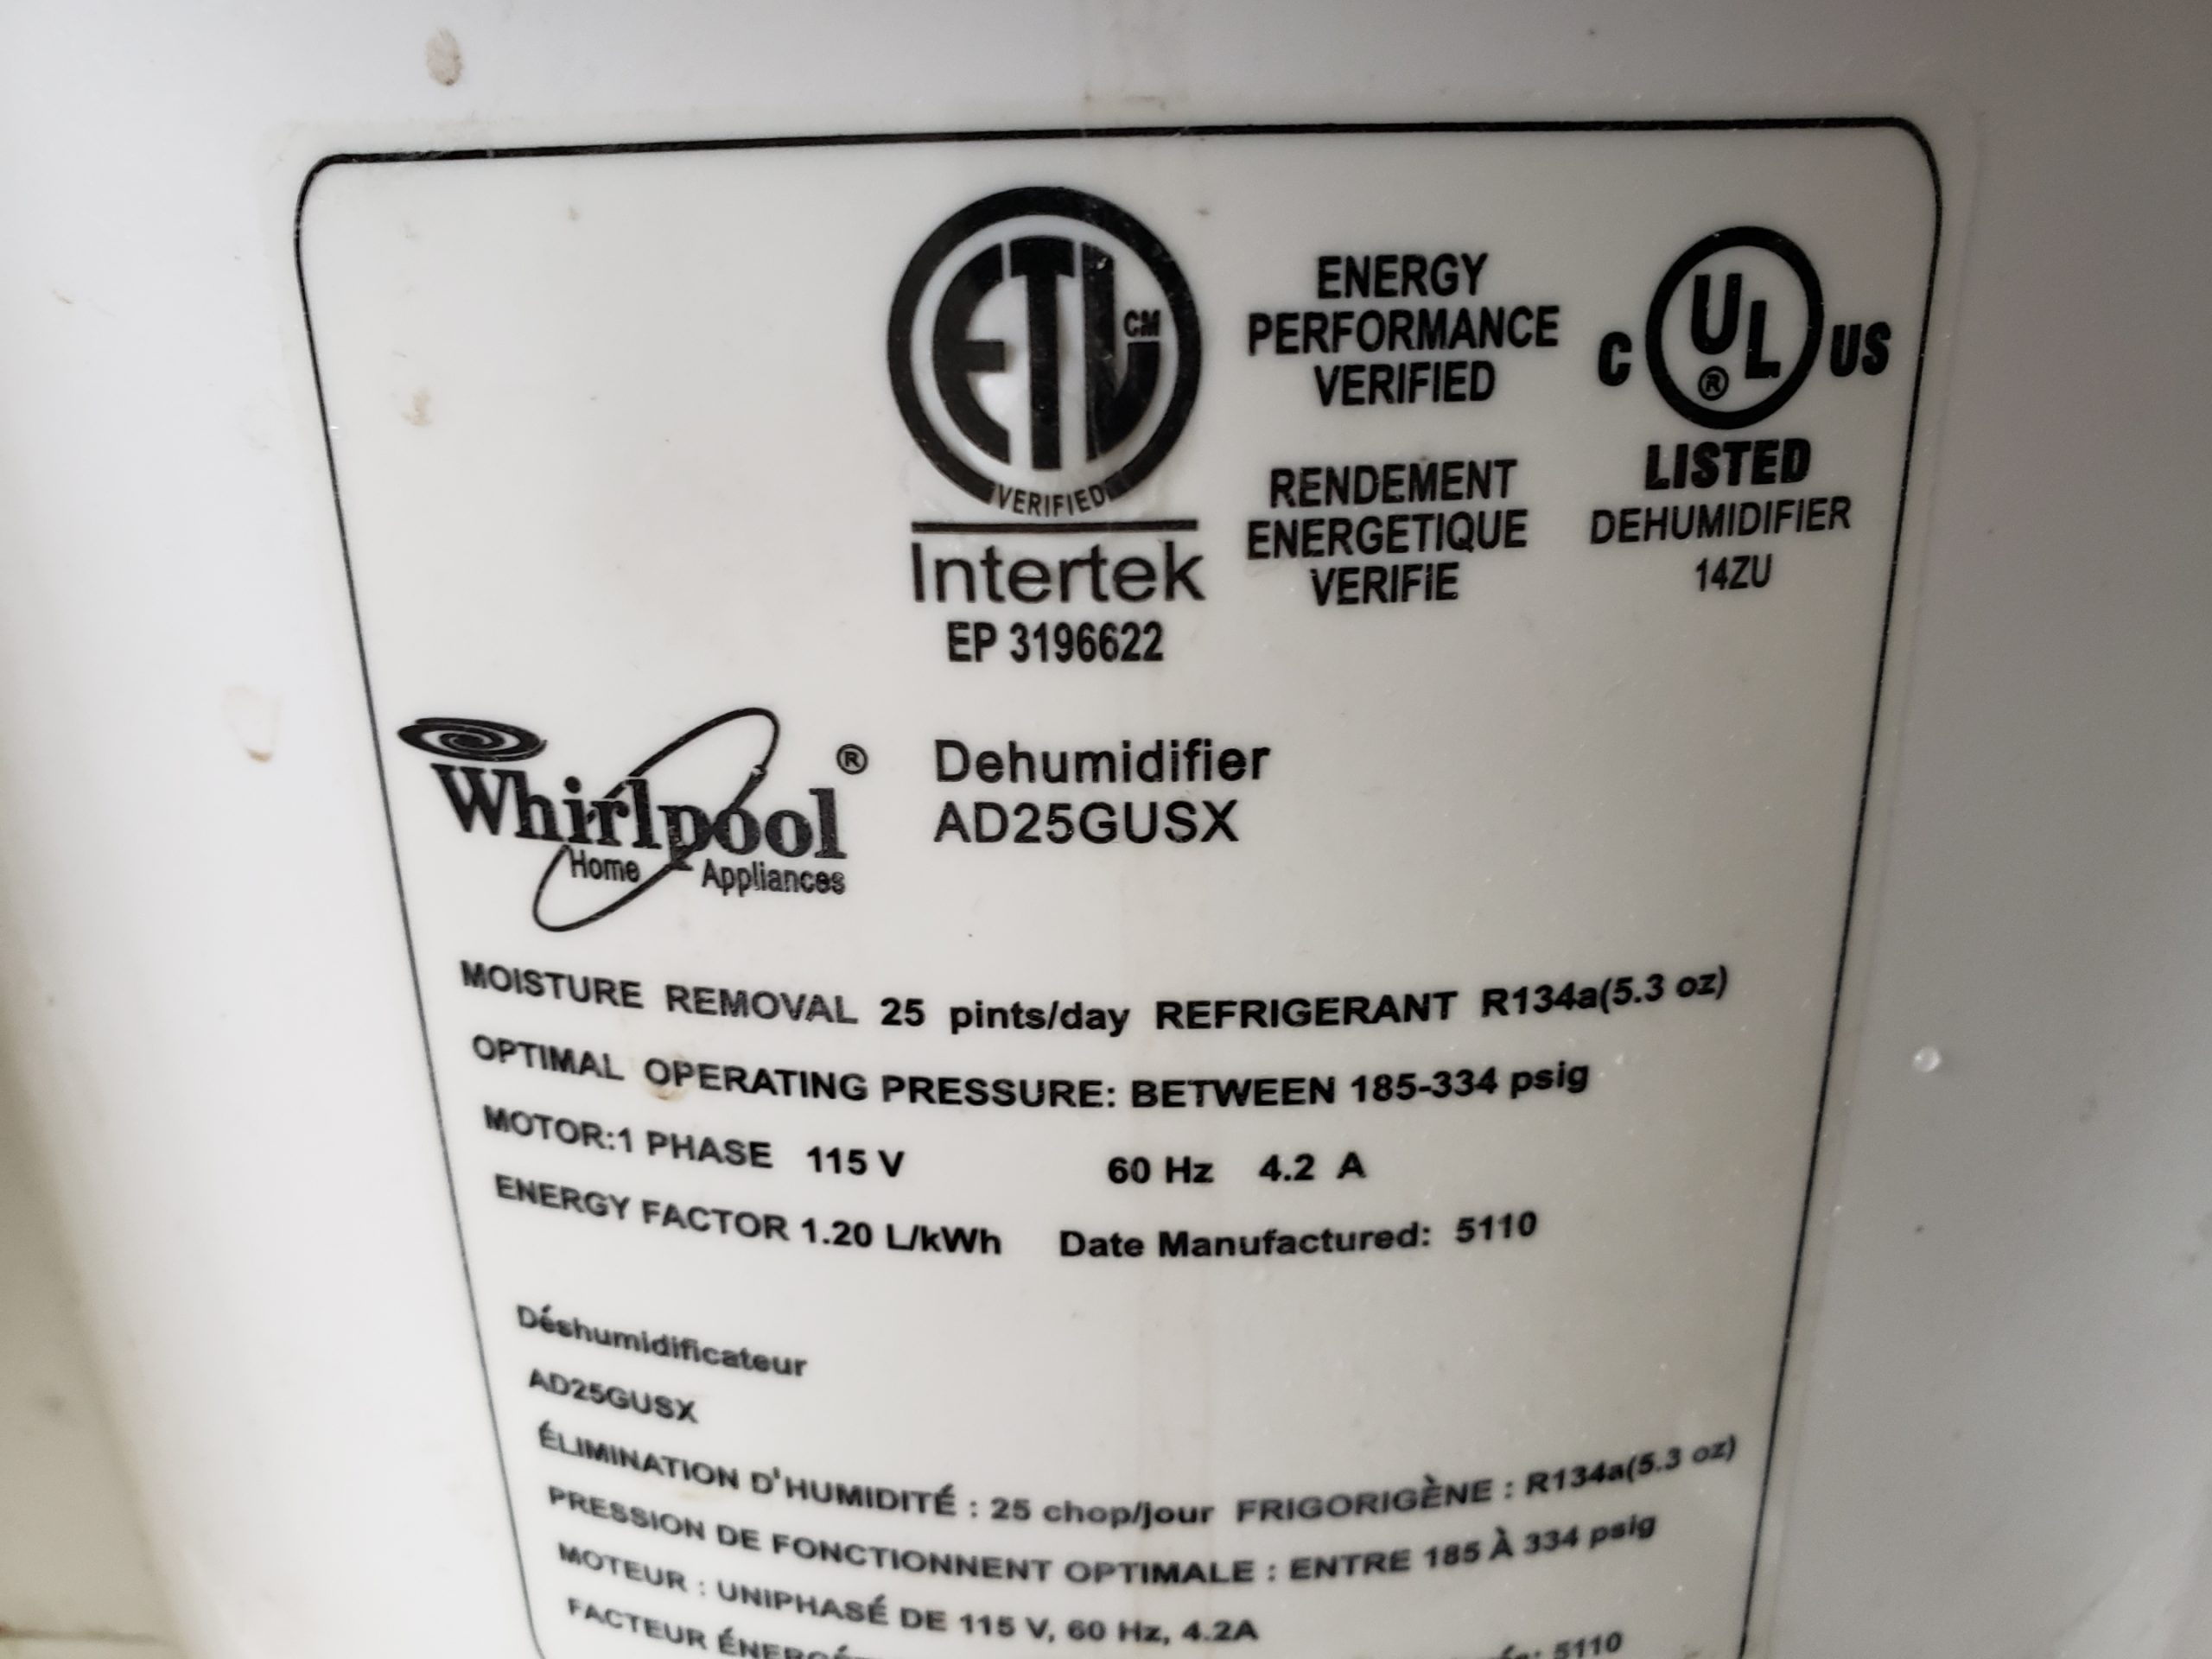 ETL CM
VERIFIED
Intertek
EP 3196622
ENERGY
PERFORMANCE
VERIFIED
RENDEMENT
ENERGETIQUE
VERIFIE
C UL® US
LISTED
DEHUMIDIFIER
14ZU
Whirlpool®
Home Appliances
Dehumidifier
AD25GUSX
MOISTURE REMOVAL 25 pints/day REFRIGERANT R134a(5.3 oz)
OPTIMAL OPERATING PRESSURE: BETWEEN 185-334 psig
MOTOR:1 PHASE 115 V 60 Hz 4.2 A
ENERGY FACTOR 1.20 L/kWh Date Manufactured: 5110
Déshumidificateur
AD25GUSX
ÉLIMINATION D'HUMIDITÉ : 25 chop/jour FRIGORIGÈNE : R134a(5.3 oz)
PRESSION DE FONCTIONNENT OPTIMALE : ENTRE 185 À 334 psig
MOTEUR : UNIPHASÉ DE 115 V, 60 Hz, 4.2A
FACTEUR 5110